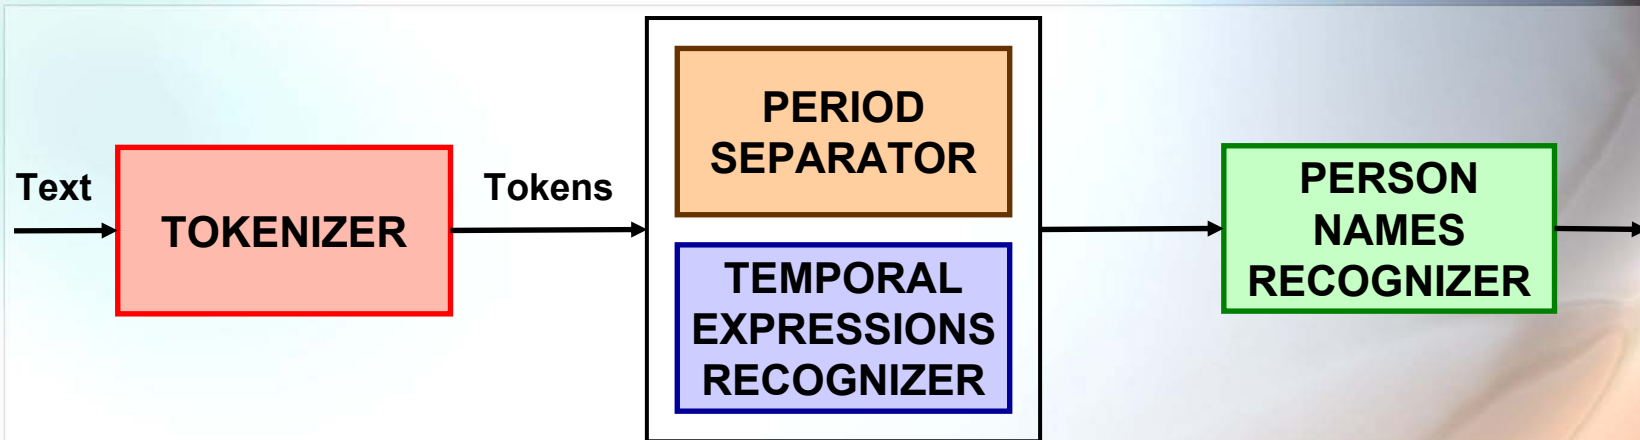 Text
TOKENIZER
Tokens
PERIOD
SEPARATOR
TEMPORAL
EXPRESSIONS
RECOGNIZER
PERSON
NAMES
RECOGNIZER